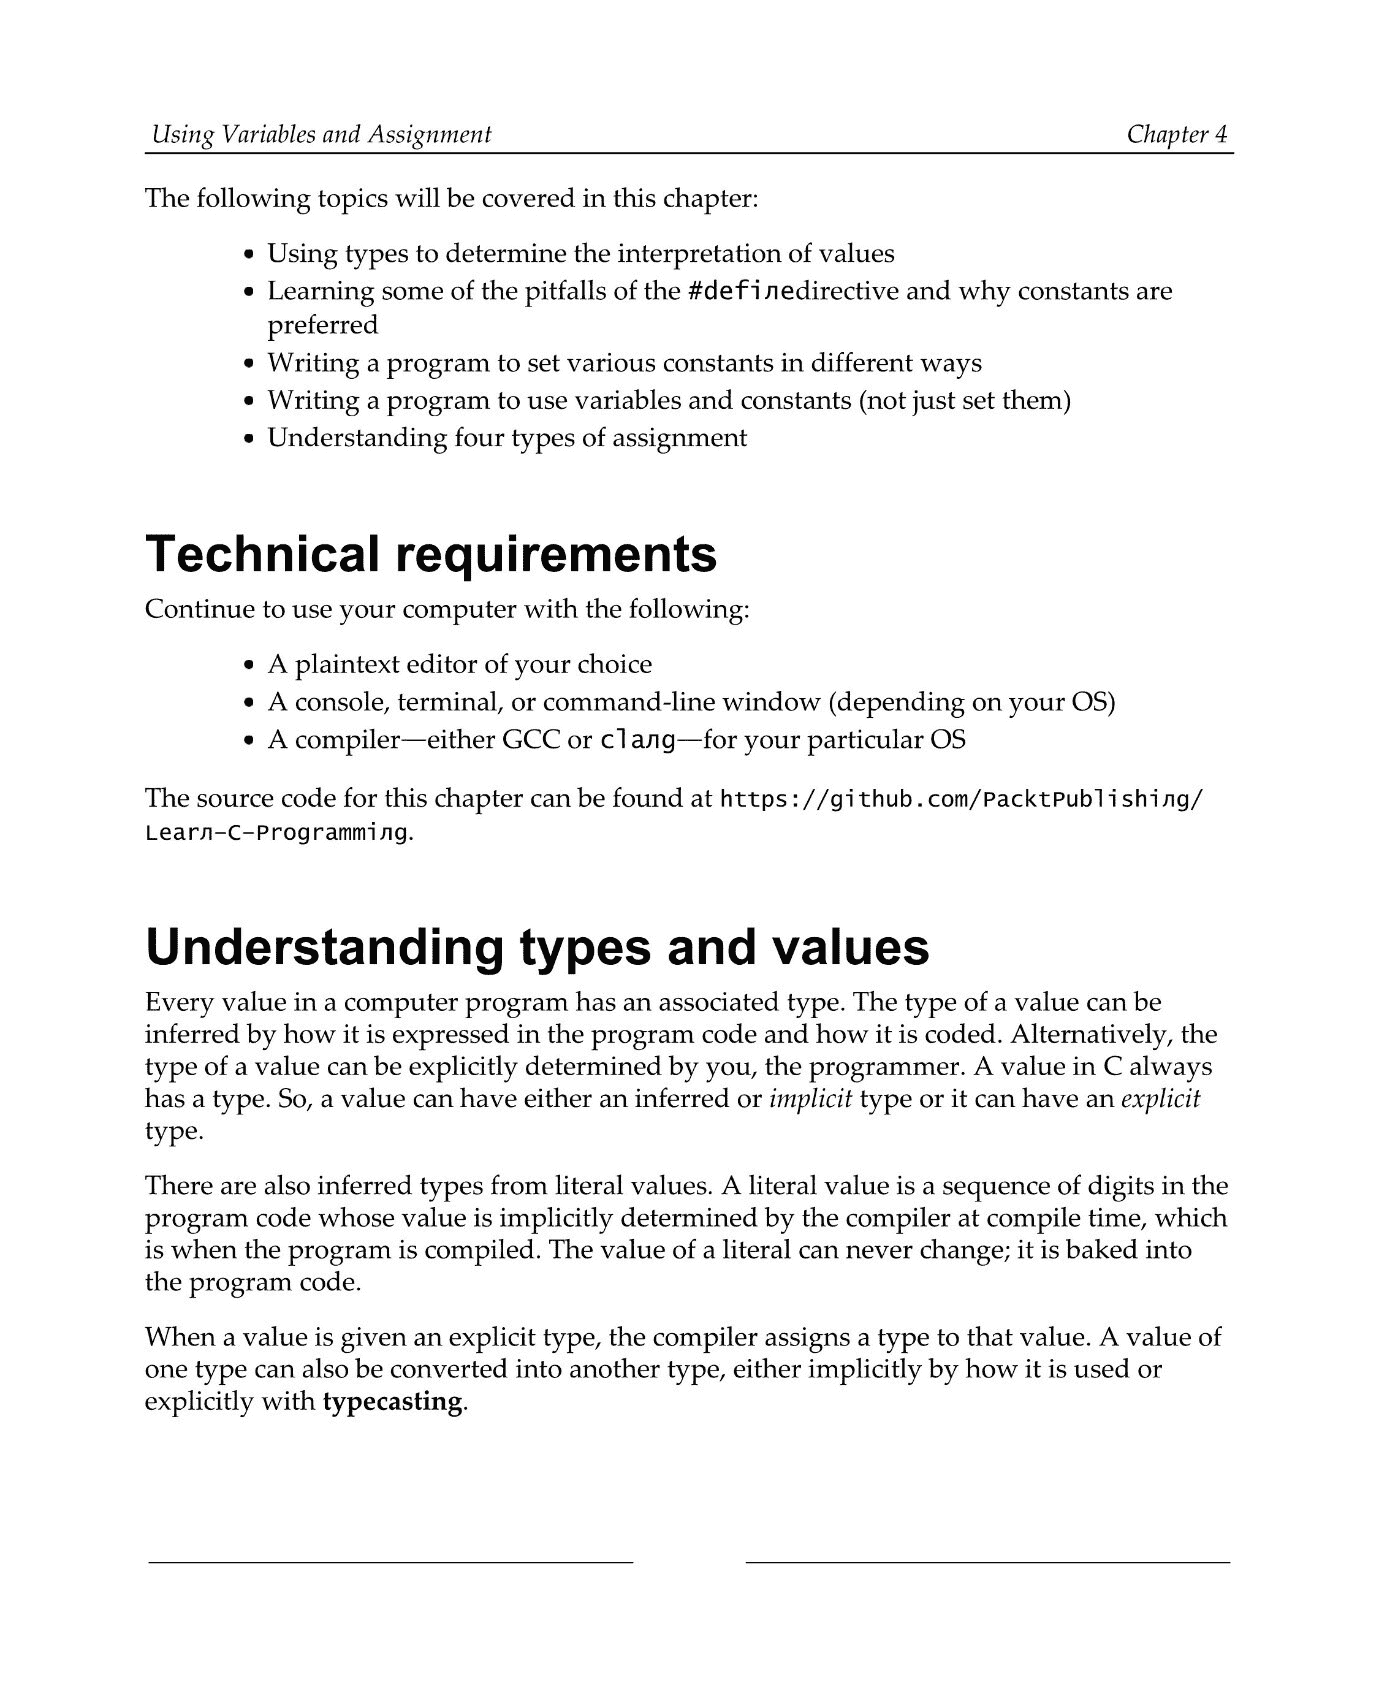 Using Variables and Assignment Chapter 4
The following topics will be covered in this chapter:
• Using types to determine the interpretation of values
• Learning some of the pitfalls of the #defiлedirective and why constants are
preferred
• Writing a program to set various constants in different ways
• Writing a program to use variables and constants (not just set them)
• Understanding four types of assignment
Technical requirements
Continue to use your computer with the following:
• A plaintext editor of your choice
• A console, terminal, or command-line window (depending on your OS)
• A compiler—either GCC or claлg—for your particular OS
The source code for this chapter can be found at https://github.com/PacktPublishiлg/
Learл-C-Programmiлg.
Understanding types and values
Every value in a computer program has an associated type. The type of a value can be
inferred by how it is expressed in the program code and how it is coded. Alternatively, the
type of a value can be explicitly determined by you, the programmer. A value in C always
has a type. So, a value can have either an inferred or implicit type or it can have an explicit
type.
There are also inferred types from literal values. A literal value is a sequence of digits in the
program code whose value is implicitly determined by the compiler at compile time, which
is when the program is compiled. The value of a literal can never change; it is baked into
the program code.
When a value is given an explicit type, the compiler assigns a type to that value. A value of
one type can also be converted into another type, either implicitly by how it is used or
explicitly with typecasting.